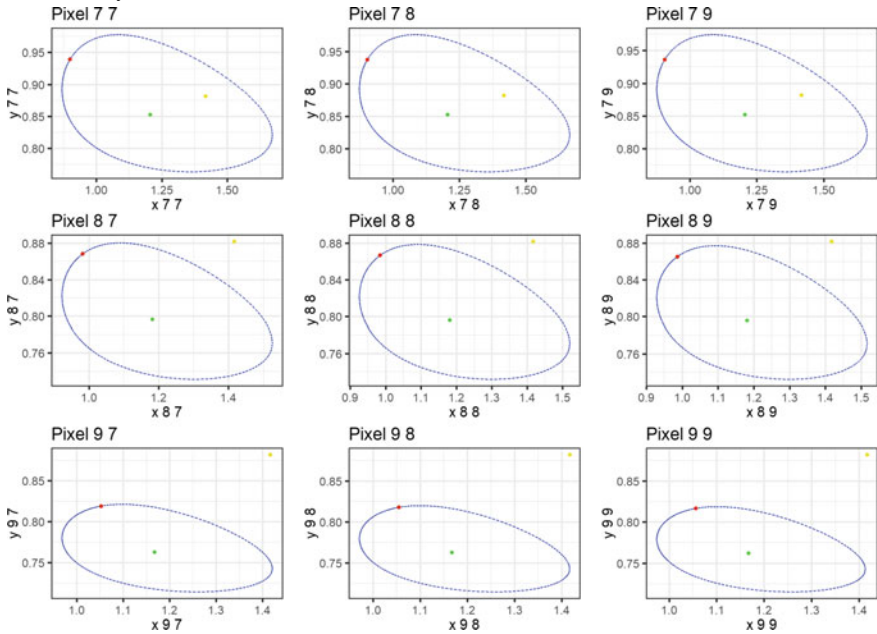 Pixel 7 7
Pixel 7 8
Pixel 7 9
y 7 7
0.95
0.90
0.85
0.80
1.00
1.25
1.50
x 7 7
y 7 8
0.95
0.90
0.85
0.80
1.00
1.25
1.50
x 7 8
y 7 9
0.95
0.90
0.85
0.80
1.00
1.25
1.50
x 7 9
Pixel 8 7
Pixel 8 8
Pixel 8 9
y 8 7
0.88
0.84
0.80
0.76
1.0
1.2
1.4
x 8 7
y 8 8
0.88
0.84
0.80
0.76
0.9
1.0
1.1
1.2
1.3
1.4
1.5
x 8 8
y 8 9
0.88
0.84
0.80
0.76
0.9
1.0
1.1
1.2
1.3
1.4
1.5
x 8 9
Pixel 9 7
Pixel 9 8
Pixel 9 9
y 9 7
0.85
0.80
0.75
1.0
1.1
1.2
1.3
1.4
x 9 7
y 9 8
0.85
0.80
0.75
1.0
1.1
1.2
1.3
1.4
x 9 8
y 9 9
0.85
0.80
0.75
1.0
1.1
1.2
1.3
1.4
x 9 9